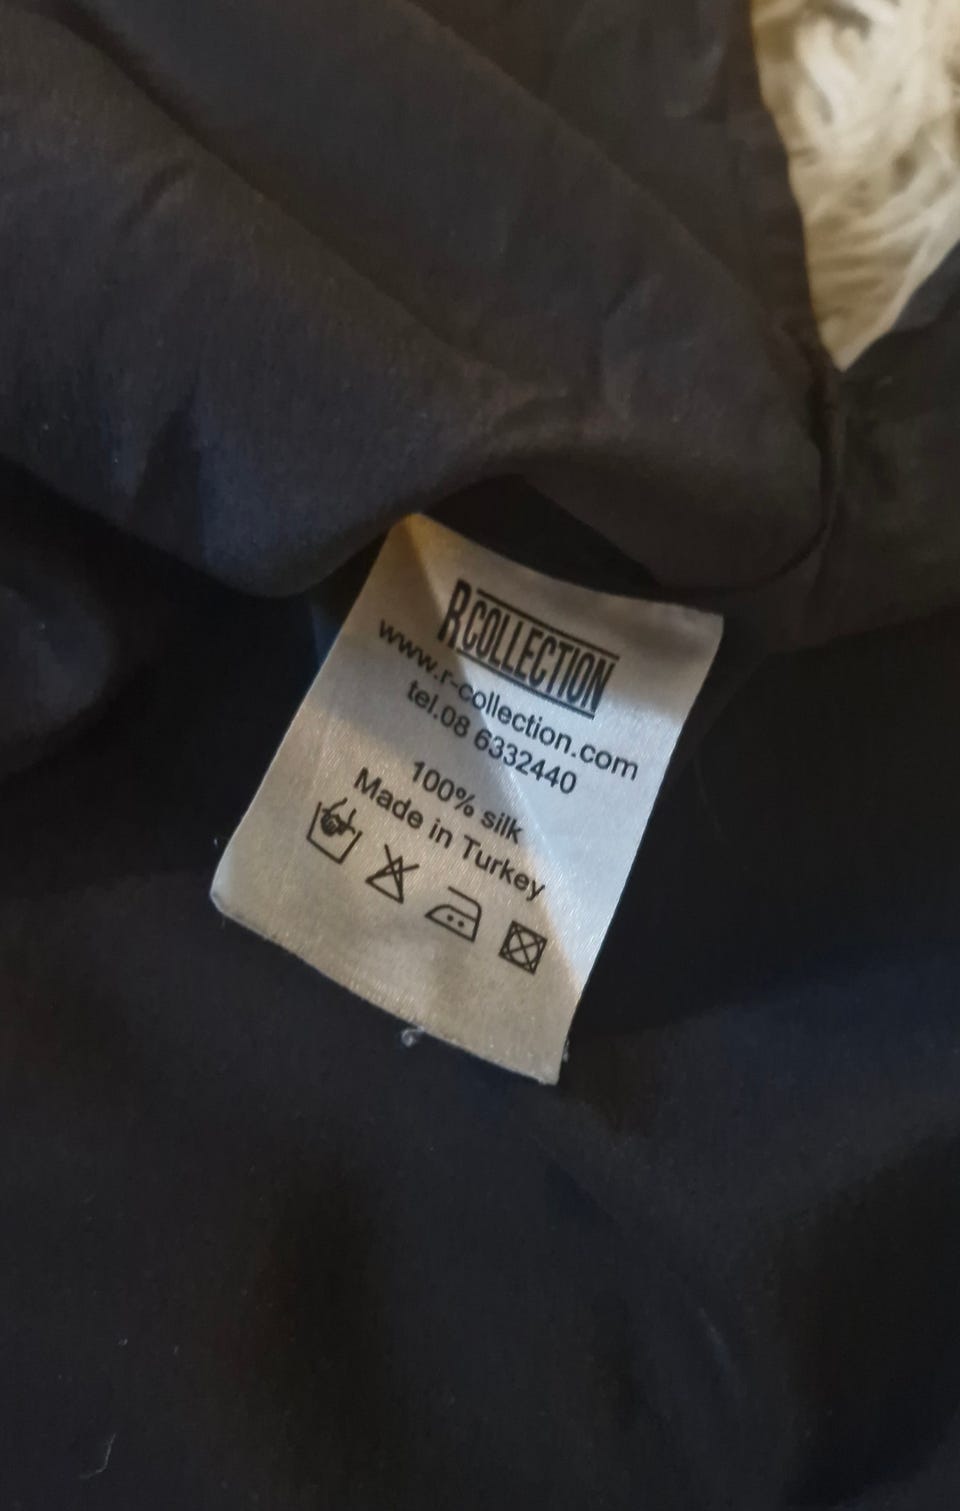 RCOLLECTION
www.r-collection.com
tel.08 6332440
100% silk
Made in Turkey